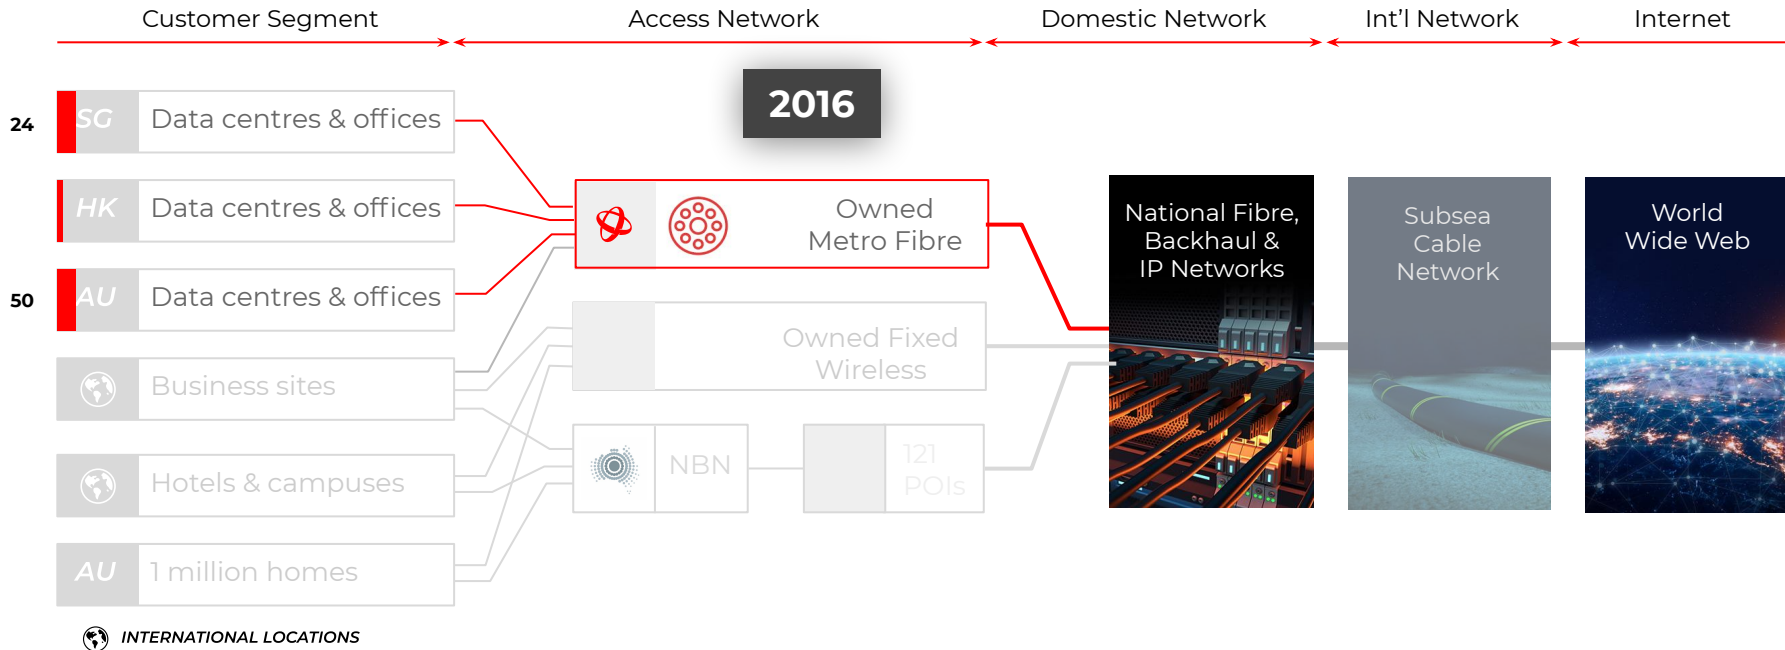 Customer Segment
Access Network
Domestic Network
Int'l Network
Internet
2016
24
SG
Data centres & offices
HK
Data centres & offices
50
AU
Data centres & offices
Business sites
Hotels & campuses
AU
1 million homes
INTERNATIONAL LOCATIONS
Owned
Metro Fibre
Owned Fixed
Wireless
NBN
121
POIs
National Fibre,
Backhaul &
IP Networks
Subsea
Cable
Network
World
Wide Web